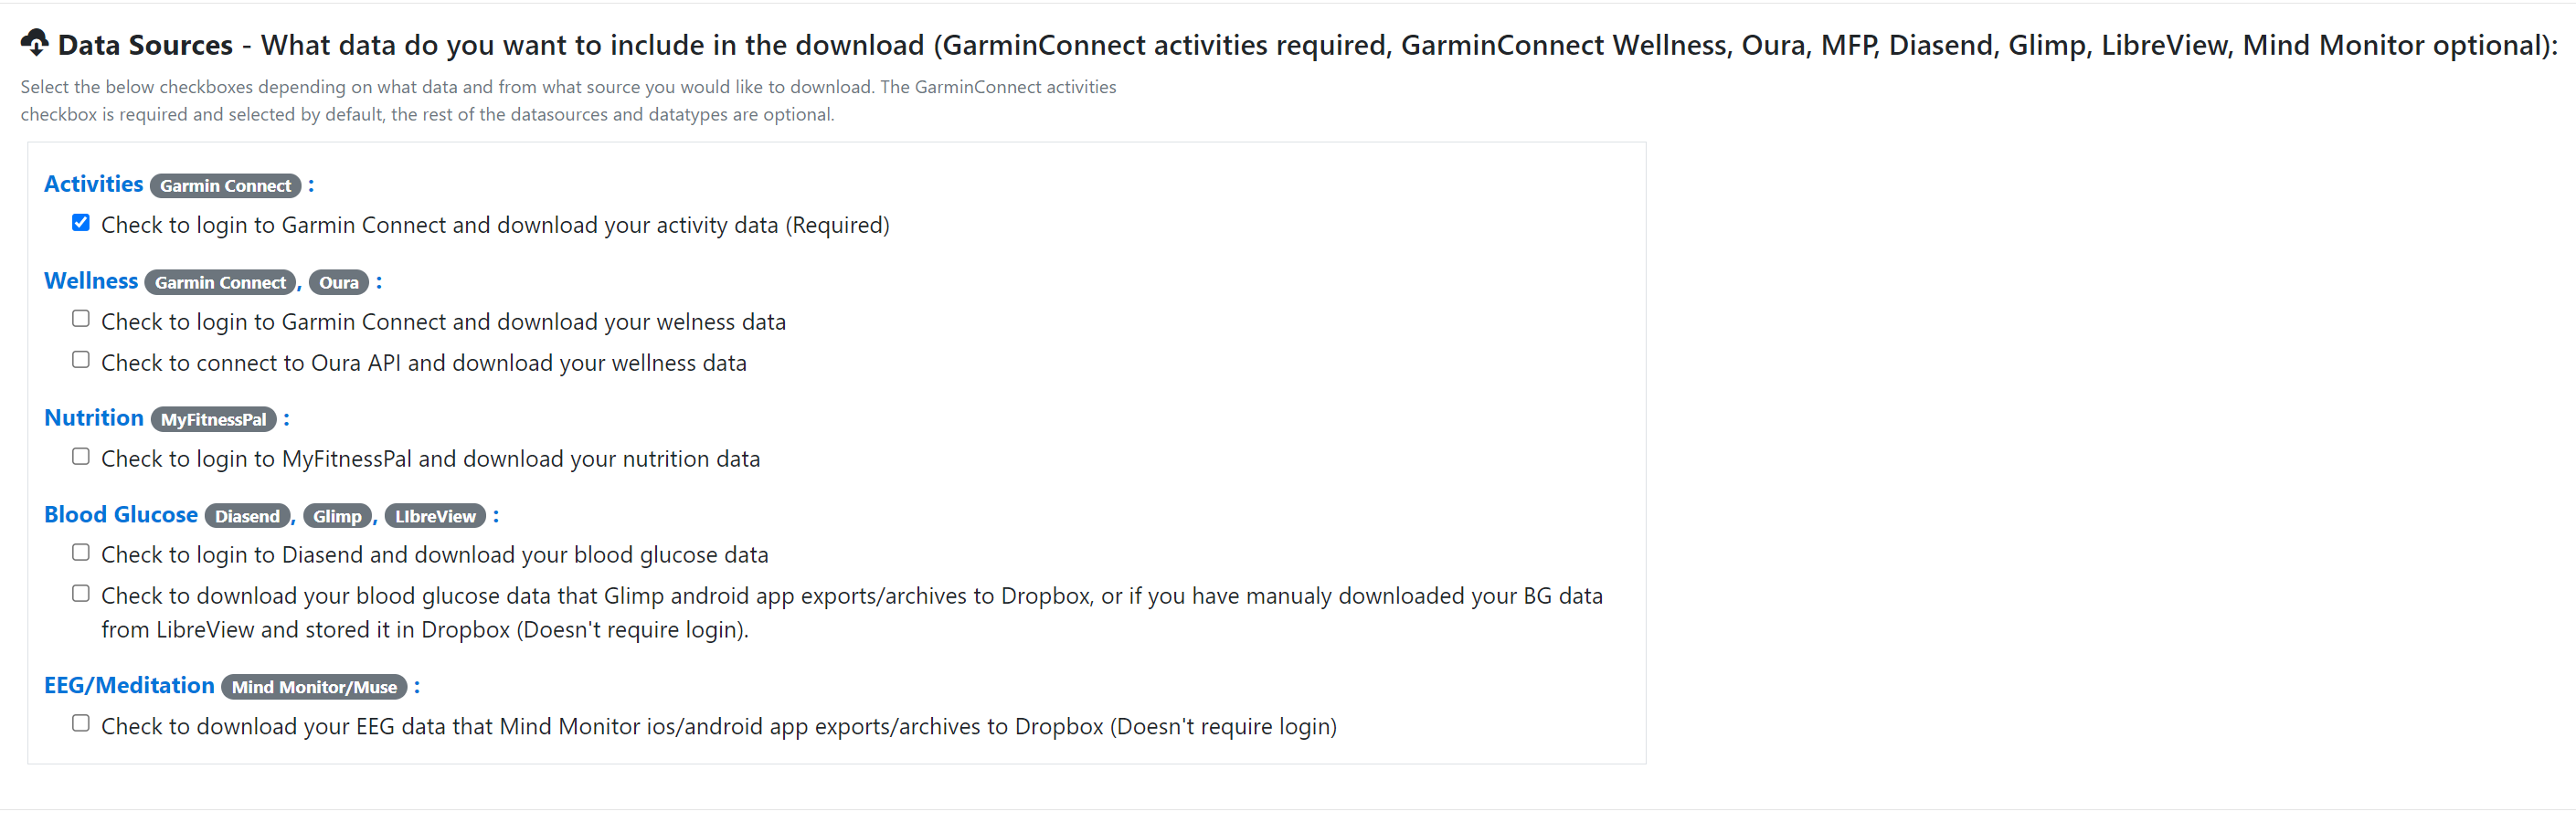 Data Sources - What data do you want to include in the download (GarminConnect activities required, GarminConnect Wellness, Oura, MFP, Diasend, Glimp, LibreView, Mind Monitor optional):
Select the below checkboxes depending on what data and from what source you would like to download. The GarminConnect activities
checkbox is required and selected by default, the rest of the datasources and datatypes are optional.
Activities Garmin Connect :
Check to login to Garmin Connect and download your activity data (Required)
Wellness Garmin Connect, Oura :
Check to login to Garmin Connect and download your welness data
Check to connect to Oura API and download your wellness data
Nutrition MyFitnessPal :
Check to login to MyFitnessPal and download your nutrition data
Blood Glucose Diasend, Glimp, LIbreView :
Check to login to Diasend and download your blood glucose data
Check to download your blood glucose data that Glimp android app exports/archives to Dropbox, or if you have manualy downloaded your BG data
from LibreView and stored it in Dropbox (Doesn't require login).
EEG/Meditation Mind Monitor/Muse :
Check to download your EEG data that Mind Monitor ios/android app exports/archives to Dropbox (Doesn't require login)